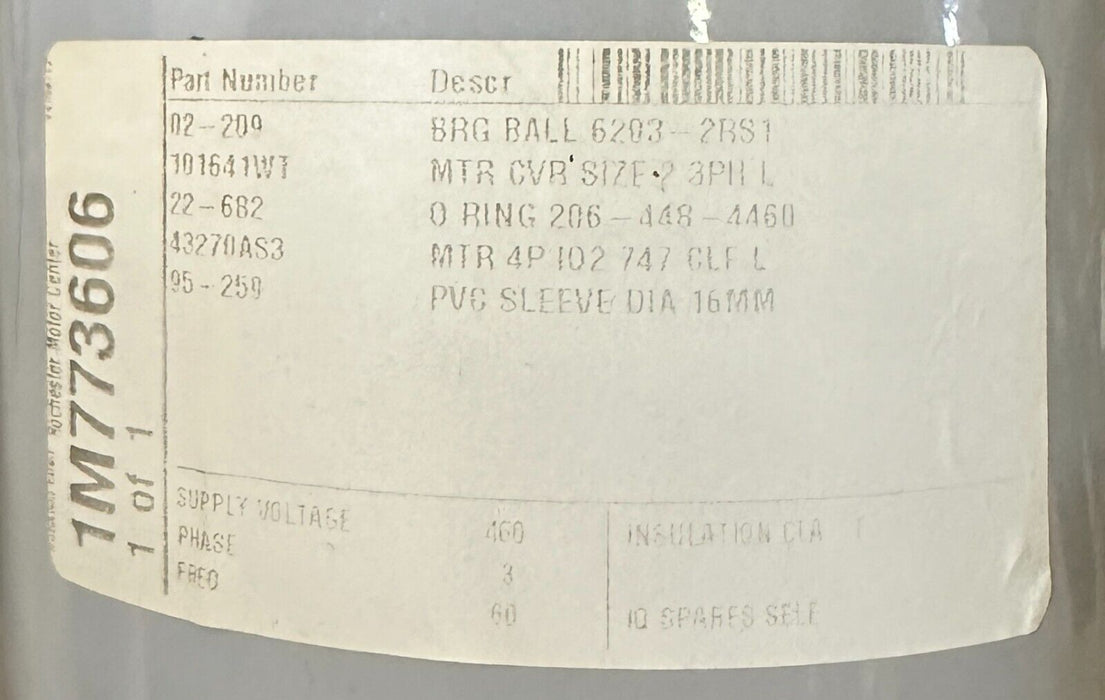 Part Number Descr
02-209 BRG BALL 6203-2RS1
101641WT MTR CVR SIZE 2 3PH L
22-682 O RING 206-448-4460
43270AS3 MTR 4P IQ2 747 CLF L
95-259 PVC SLEEVE DIA 16MM
SUPPLY VOLTAGE 460
PHASE 3
FREQ 60
INSULATION CLA F
IQ SPARES SELF
Rochester Motor Center
1M773606
1 of 1